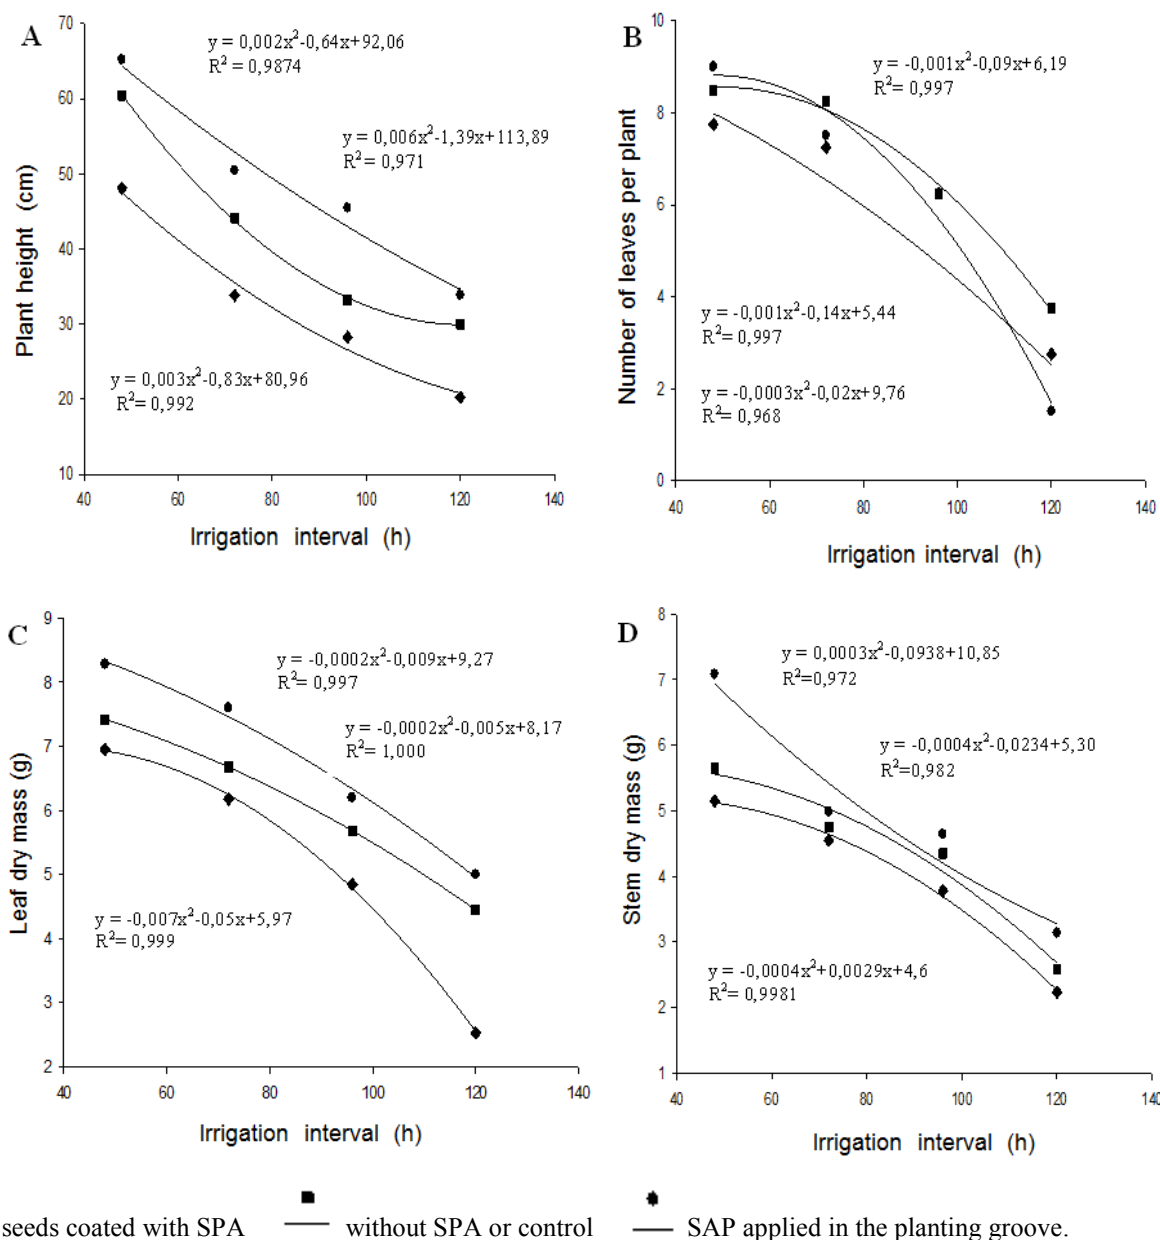 A
70
60
50
40
30
20
10
40 60 80 100 120 140
Plant height (cm)
Irrigation interval (h)
y = 0,002x²-0,64x+92,06
R² = 0,9874
y = 0,006x²-1,39x+113,89
R² = 0,971
y = 0,003x²-0,83x+80,96
R²= 0,992
B
10
8
6
4
2
0
40 60 80 100 120 140
Number of leaves per plant
Irrigation interval (h)
y = -0,001x²-0,09x+6,19
R² = 0,997
y = -0,001x²-0,14x+5,44
R² = 0,997
y = -0,0003x²-0,02x+9,76
R² = 0,968
C
9
8
7
6
5
4
3
2
40 60 80 100 120 140
Leaf dry mass (g)
Irrigation interval (h)
y = -0,0002x²-0,009x+9,27
R² = 0,997
y = -0,0002x²-0,005x+8,17
R²= 1,000
y = -0,007x²-0,05x+5,97
R²= 0,999
D
8
7
6
5
4
3
2
1
40 60 80 100 120 140
Stem dry mass (g)
Irrigation interval (h)
y = 0,0003x²-0,0938+10,85
R² =0,972
y = -0,0004x²-0,0234+5,30
R²=0,982
y = -0,0004x²+0,0029x+4,6
R² = 0,9981
seeds coated with SPA without SPA or control SAP applied in the planting groove.